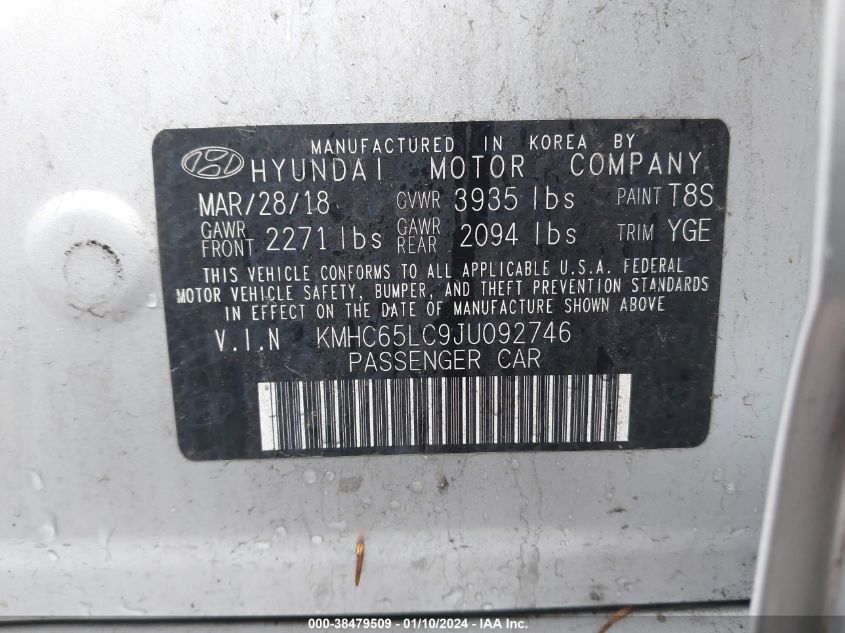 MANUFACTURED IN KOREA BY
HYUNDAI MOTOR COMPANY
MAR/28/18 GVWR 3935 lbs PAINT T8S
GAWR FRONT 2271 lbs GAWR REAR 2094 lbs TRIM YGE
THIS VEHICLE CONFORMS TO ALL APPLICABLE U.S.A. FEDERAL
MOTOR VEHICLE SAFETY, BUMPER, AND THEFT PREVENTION STANDARDS
IN EFFECT ON THE DATE OF MANUFACTURE SHOWN ABOVE
V.I.N KMHC65LC9JU092746
PASSENGER CAR
000-38479509 - 01/10/2024 - Copyright IAA, Inc.